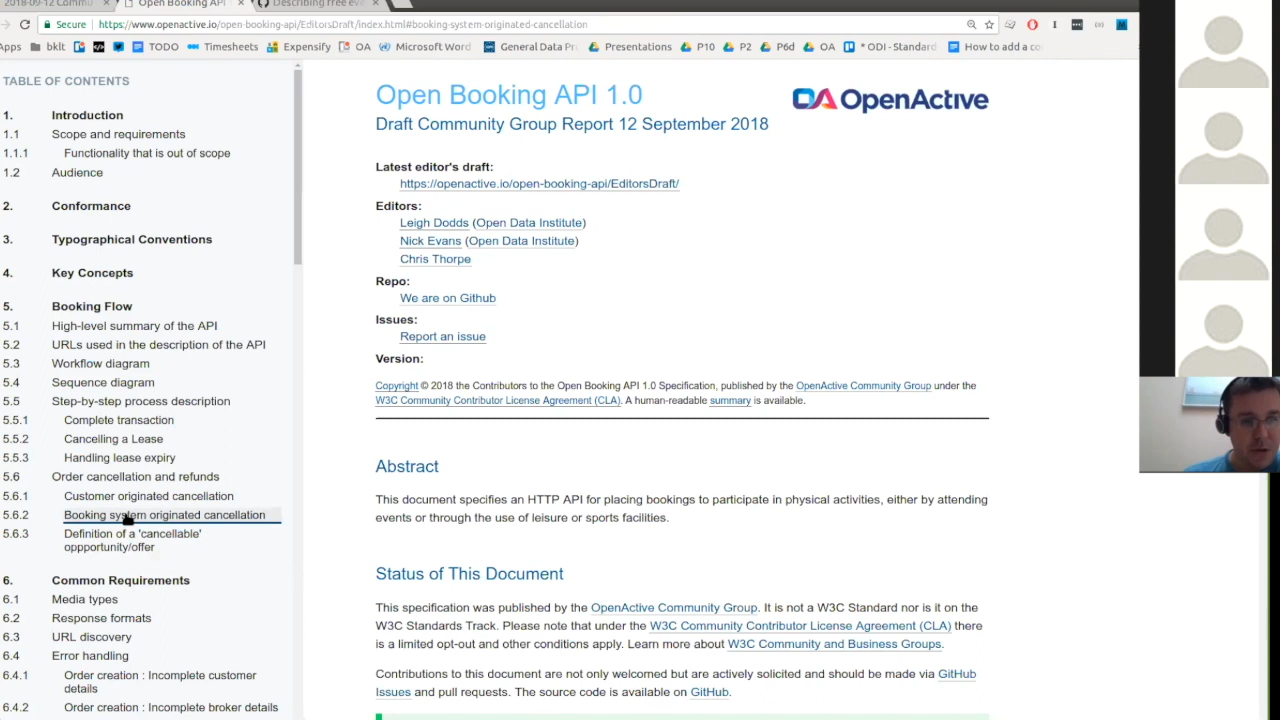 2018-09-12 Commu
Open Booking API
Describing free eve
Secure
https://www.openactive.io/open-booking-api/EditorsDraft/index.html#booking-system-originated-cancellation
Apps bklt TODO Timesheets Expensify OA Microsoft Word General Data Pr Presentations P10 P2 P6d OA * ODI - Standard How to add a co
TABLE OF CONTENTS
1. Introduction
1.1 Scope and requirements
1.1.1 Functionality that is out of scope
1.2 Audience
2. Conformance
3. Typographical Conventions
4. Key Concepts
5. Booking Flow
5.1 High-level summary of the API
5.2 URLs used in the description of the API
5.3 Workflow diagram
5.4 Sequence diagram
5.5 Step-by-step process description
5.5.1 Complete transaction
5.5.2 Cancelling a Lease
5.5.3 Handling lease expiry
5.6 Order cancellation and refunds
5.6.1 Customer originated cancellation
5.6.2 Booking system originated cancellation
5.6.3 Definition of a 'cancellable'
oppportunity/offer
6. Common Requirements
6.1 Media types
6.2 Response formats
6.3 URL discovery
6.4 Error handling
6.4.1 Order creation : Incomplete customer
details
6.4.2 Order creation : Incomplete broker details
Open Booking API 1.0
OpenActive
Draft Community Group Report 12 September 2018
Latest editor's draft:
https://openactive.io/open-booking-api/EditorsDraft/
Editors:
Leigh Dodds (Open Data Institute)
Nick Evans (Open Data Institute)
Chris Thorpe
Repo:
We are on Github
Issues:
Report an issue
Version:
Copyright © 2018 the Contributors to the Open Booking API 1.0 Specification, published by the OpenActive Community Group under the
W3C Community Contributor License Agreement (CLA). A human-readable summary is available.
Abstract
This document specifies an HTTP API for placing bookings to participate in physical activities, either by attending
events or through the use of leisure or sports facilities.
Status of This Document
This specification was published by the OpenActive Community Group. It is not a W3C Standard nor is it on the
W3C Standards Track. Please note that under the W3C Community Contributor License Agreement (CLA) there
is a limited opt-out and other conditions apply. Learn more about W3C Community and Business Groups.
Contributions to this document are not only welcomed but are actively solicited and should be made via GitHub
Issues and pull requests. The source code is available on GitHub.